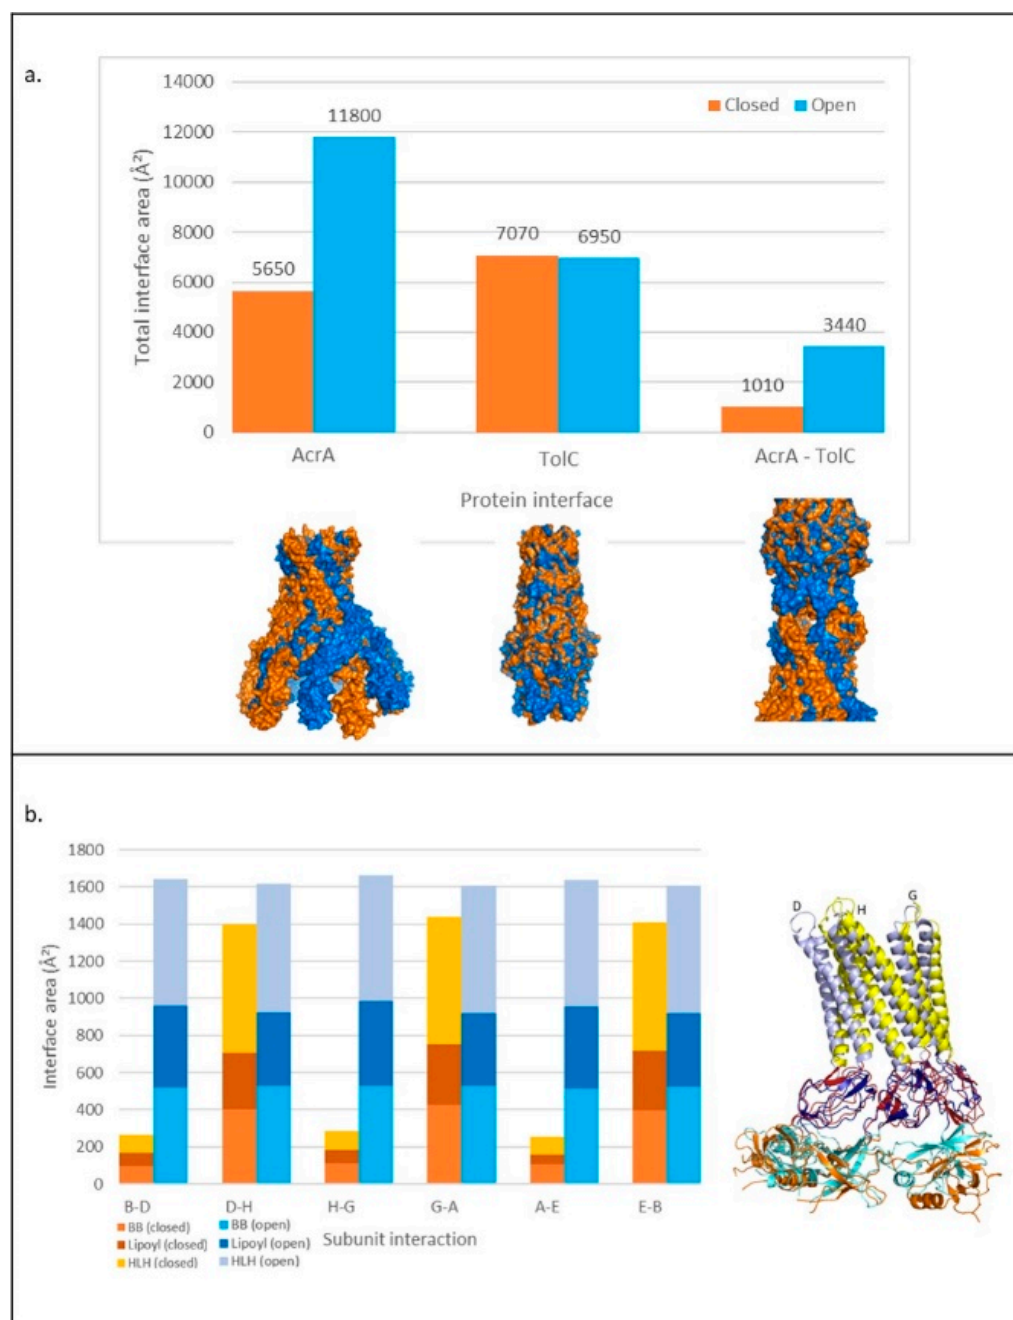 a.
14000
12000
10000
8000
6000
4000
2000
0
Total interface area (Å²)
Closed Open
11800
5650
7070
6950
3440
1010
AcrA TolC AcrA - TolC
Protein interface
b.
1800
1600
1400
1200
1000
800
600
400
200
0
Interface area (Å²)
B-D D-H H-G G-A A-E E-B
Subunit interaction
BB (closed) BB (open)
Lipoyl (closed) Lipoyl (open)
HLH (closed) HLH (open)
D H G